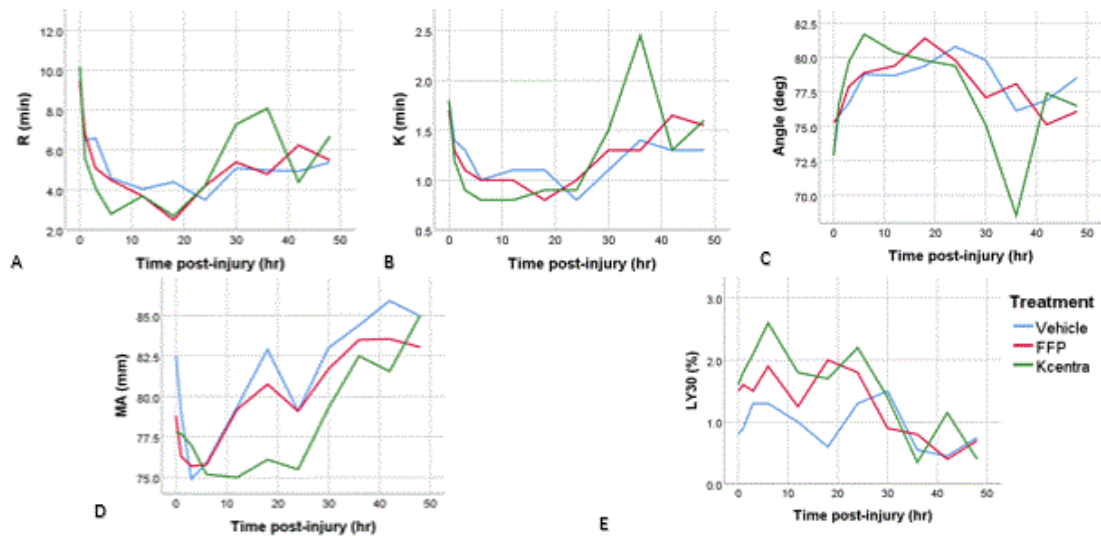 R (min)
12.0
10.0
8.0
6.0
4.0
2.0
0 10 20 30 40 50
Time post-injury (hr)
A
K (min)
2.5
2.0
1.5
1.0
0.5
0 10 20 30 40 50
Time post-injury (hr)
B
Angle (deg)
82.5
80.0
77.5
75.0
72.5
70.0
0 10 20 30 40 50
Time post-injury (hr)
C
MA (mm)
85.0
82.5
80.0
77.5
75.0
0 10 20 30 40 50
Time post-injury (hr)
D
LY30 (%)
3.0
2.0
1.0
0.0
0 10 20 30 40 50
Time post-injury (hr)
E
Treatment
Vehicle
FFP
Kcentra